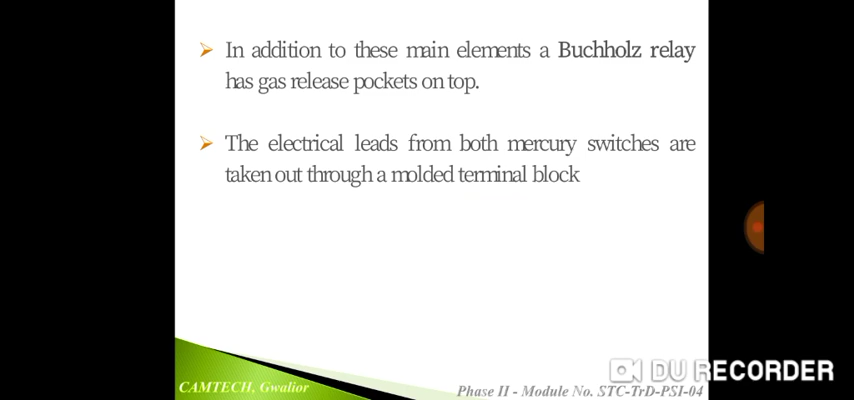 In addition to these main elements a Buchholz relay
has gas release pockets on top.
The electrical leads from both mercury switches are
taken out through a molded terminal block
DU RECORDER
CAMTECH, Gwalior
Phase II - Module No. STC-TrD-PSI-04